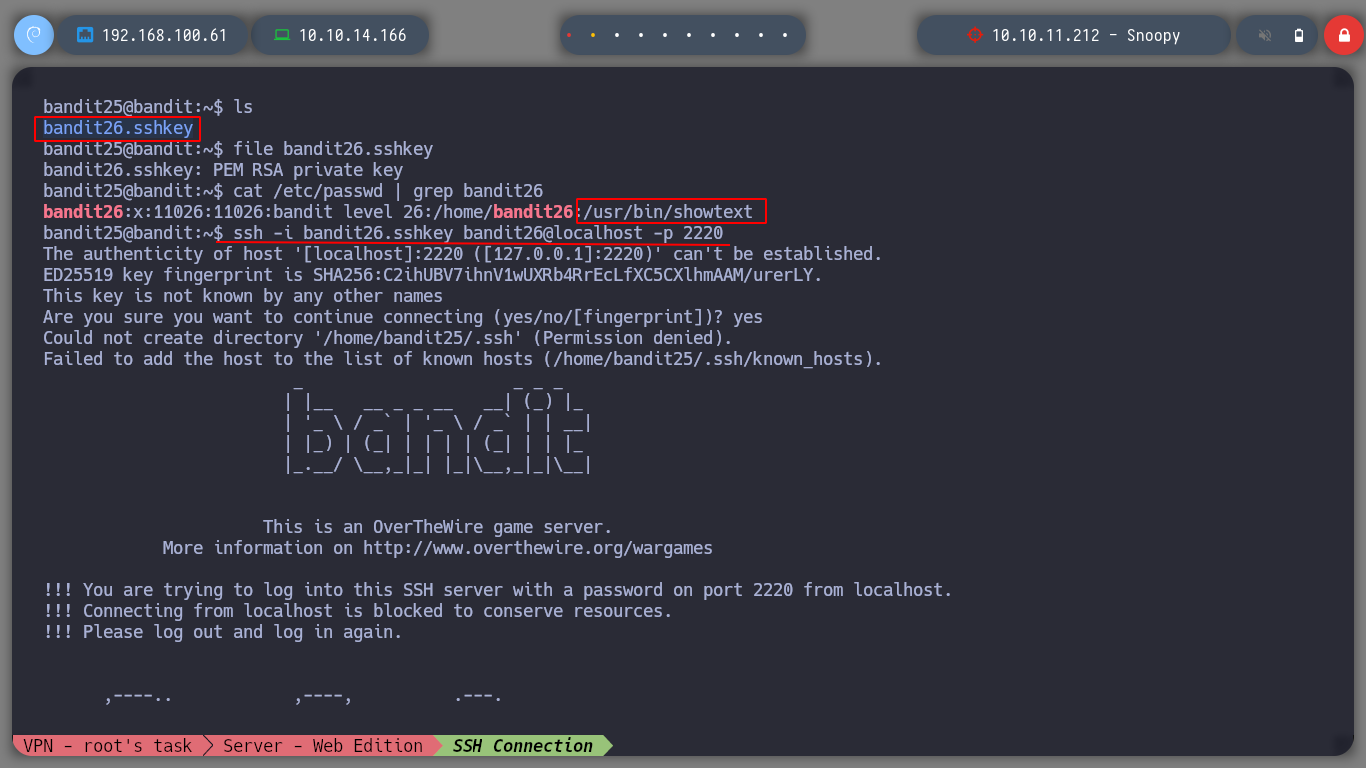 192.168.100.61
10.10.14.166
10.10.11.212 - Snoopy
bandit25@bandit:~$ ls
bandit26.sshkey
bandit25@bandit:~$ file bandit26.sshkey
bandit26.sshkey: PEM RSA private key
bandit25@bandit:~$ cat /etc/passwd | grep bandit26
bandit26:x:11026:11026:bandit level 26:/home/bandit26:/usr/bin/showtext
bandit25@bandit:~$ ssh -i bandit26.sshkey bandit26@localhost -p 2220
The authenticity of host '[localhost]:2220 ([127.0.0.1]:2220)' can't be established.
ED25519 key fingerprint is SHA256:C2ihUBV7ihnV1wUXRb4RrEcLfXC5CXlhmAAM/urerLY.
This key is not known by any other names
Are you sure you want to continue connecting (yes/no/[fingerprint])? yes
Could not create directory '/home/bandit25/.ssh' (Permission denied).
Failed to add the host to the list of known hosts (/home/bandit25/.ssh/known_hosts).
                         _                     _ _ _
                        | |__   __ _ _ __   __| (_) |_
                        | '_ \ / _` | '_ \ / _` | | __|
                        | |_) | (_| | | | | (_| | | |_
                        |_.__/ \__,_|_| |_|\__,_|_|\__|
This is an OverTheWire game server.
More information on http://www.overthewire.org/wargames
!!! You are trying to log into this SSH server with a password on port 2220 from localhost.
!!! Connecting from localhost is blocked to conserve resources.
!!! Please log out and log in again.
      ,----..            ,----,          .---.
VPN - root's task
Server - Web Edition
SSH Connection